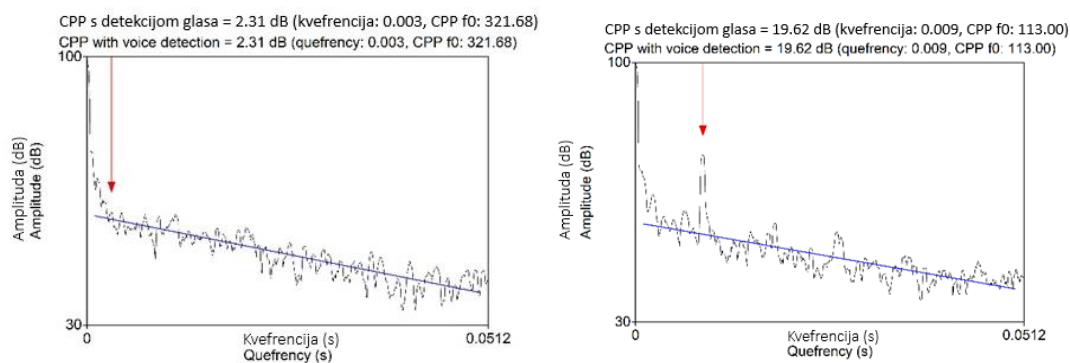 CPP s detekcijom glasa = 2.31 dB (kvefrencija: 0.003, CPP f0: 321.68)
CPP with voice detection = 2.31 dB (quefrency: 0.003, CPP f0: 321.68)
100
Amplituda (dB)
Amplitude (dB)
30
0
Kvefrencija (s)
Quefrency (s)
0.0512
CPP s detekcijom glasa = 19.62 dB (kvefrencija: 0.009, CPP f0: 113.00)
CPP with voice detection = 19.62 dB (quefrency: 0.009, CPP f0: 113.00)
100
Amplituda (dB)
Amplitude (dB)
30
0
Kvefrencija (s)
Quefrency (s)
0.0512